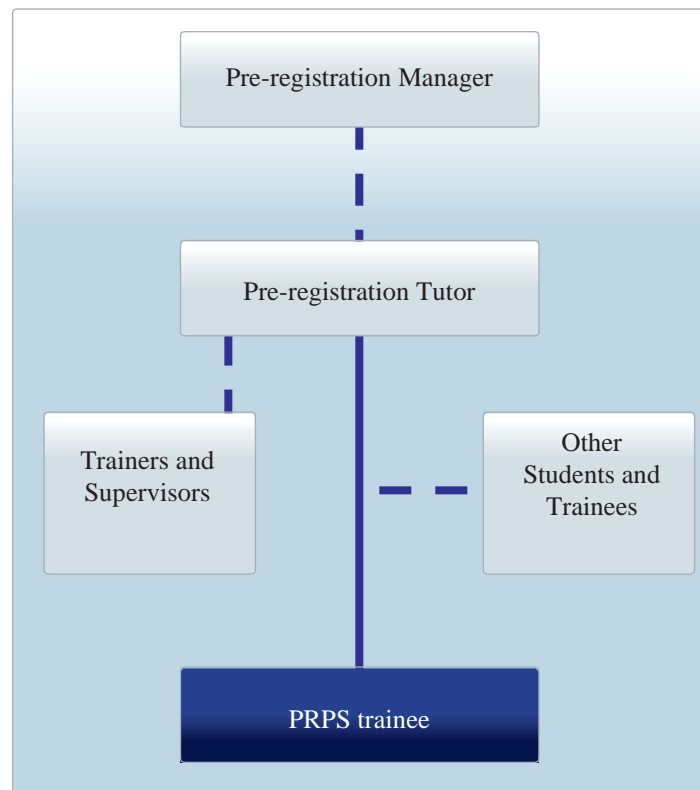 Pre-registration Manager
Pre-registration Tutor
Trainers and
Supervisors
Other
Students and
Trainees
PRPS trainee